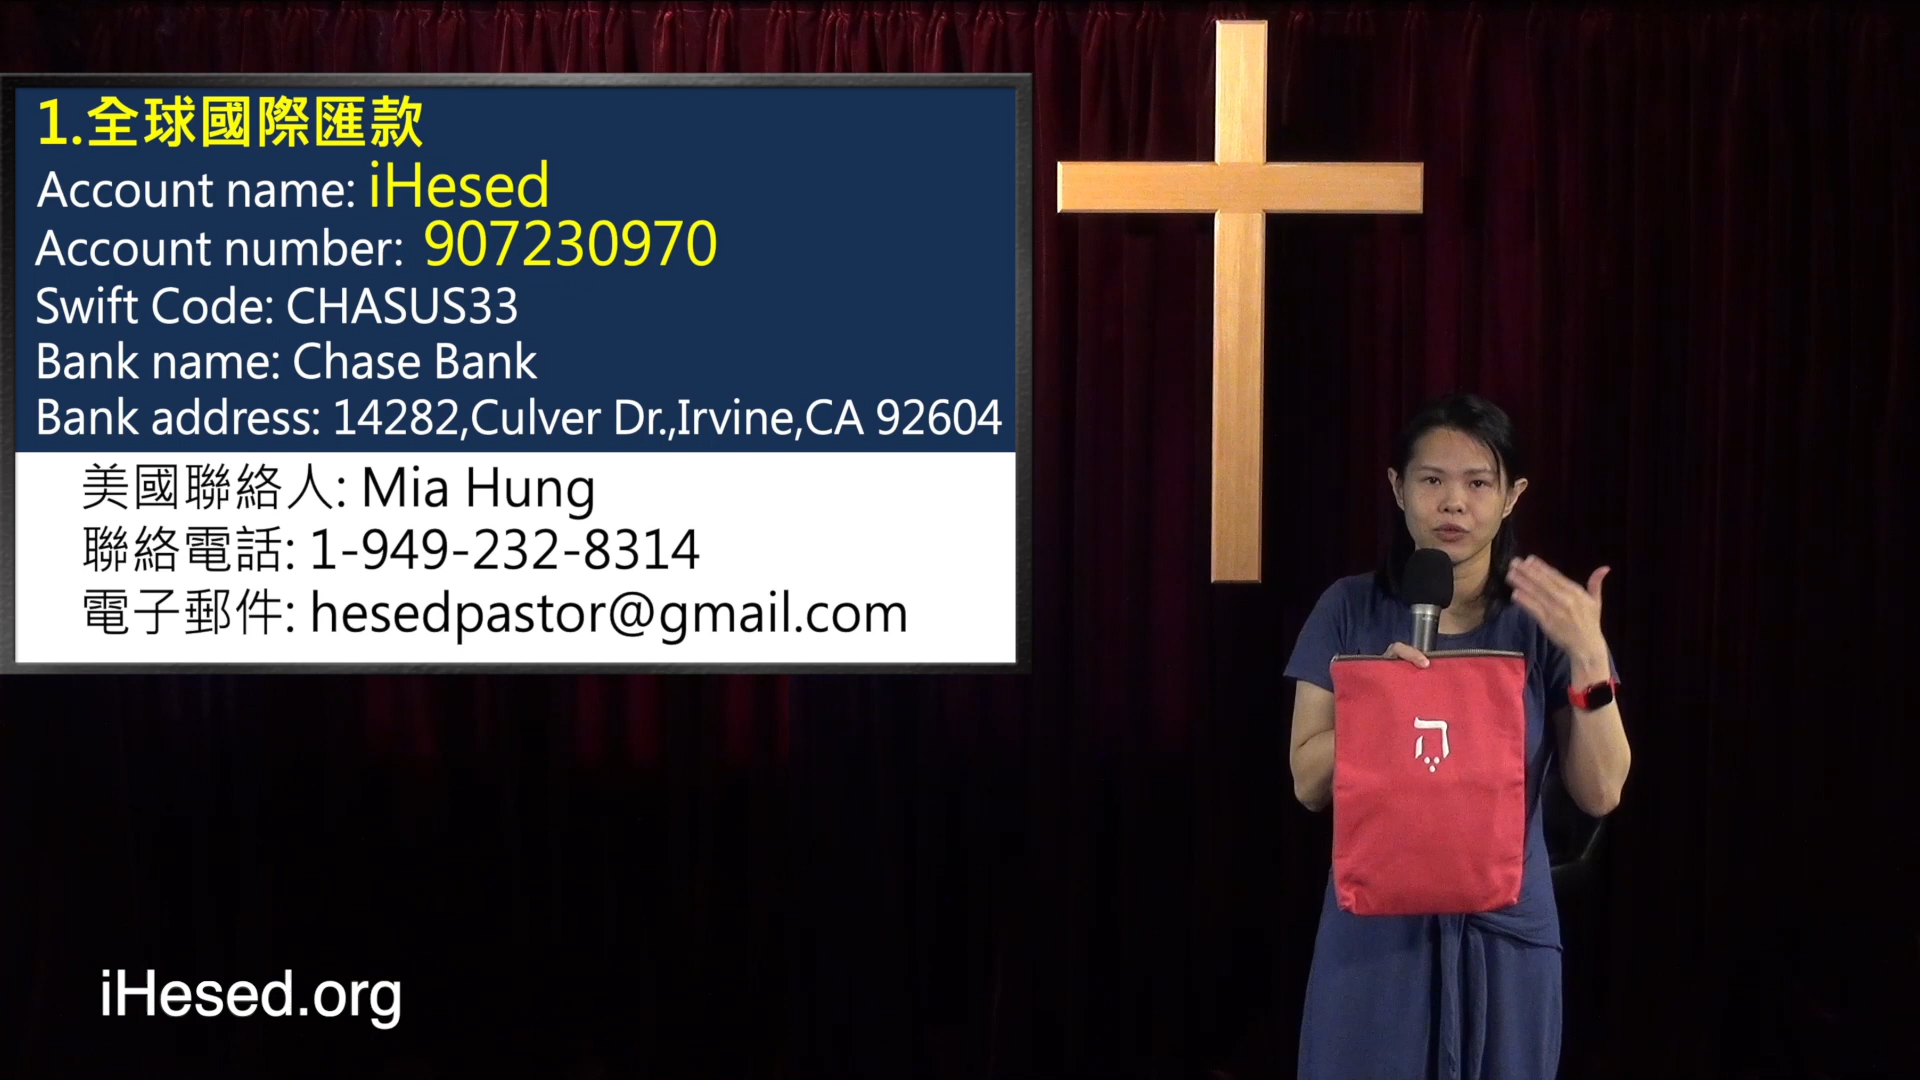 1.全球國際匯款
Account name: iHesed
Account number: 907230970
Swift Code: CHASUS33
Bank name: Chase Bank
Bank address: 14282,Culver Dr.,Irvine,CA 92604
美國聯絡人: Mia Hung
聯絡電話: 1-949-232-8314
電子郵件: hesedpastor@gmail.com
iHesed.org